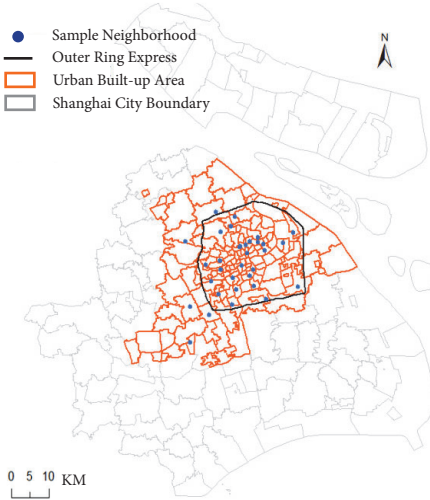 Sample Neighborhood
Outer Ring Express
Urban Built-up Area
Shanghai City Boundary
N
0 5 10 KM